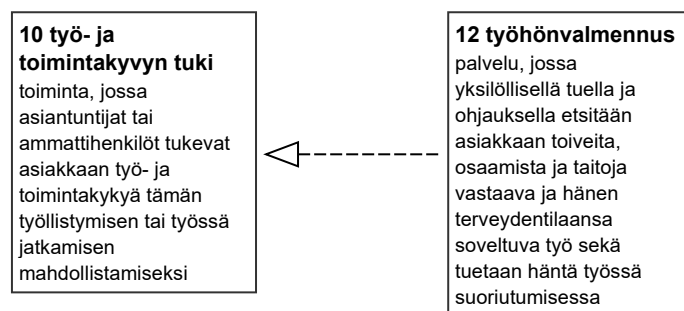 10 työ- ja
toimintakyvyn tuki
toiminta, jossa
asiantuntijat tai
ammattihenkilöt tukevat
asiakkaan työ- ja
toimintakykyä tämän
työllistymisen tai työssä
jatkamisen
mahdollistamiseksi
12 työhönvalmennus
palvelu, jossa
yksilöllisellä tuella ja
ohjauksella etsitään
asiakkaan toiveita,
osaamista ja taitoja
vastaava ja hänen
terveydentilaansa
soveltuva työ sekä
tuetaan häntä työssä
suoriutumisessa